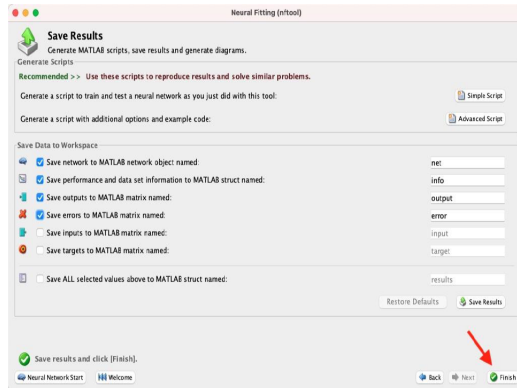 Neural Fitting (nftool)
Save Results
Generate MATLAB scripts, save results and generate diagrams.
Generate Scripts
Recommended >> Use these scripts to reproduce results and solve similar problems.
Generate a script to train and test a neural network as you just did with this tool:
Simple Script
Generate a script with additional options and example code:
Advanced Script
Save Data to Workspace
Save network to MATLAB network object named:
net
Save performance and data set information to MATLAB struct named:
info
Save outputs to MATLAB matrix named:
output
Save errors to MATLAB matrix named:
error
Save inputs to MATLAB matrix named:
input
Save targets to MATLAB matrix named:
target
Save ALL selected values above to MATLAB struct named:
results
Restore Defaults
Save Results
Save results and click [Finish].
Neural Network Start
Welcome
Back
Next
Finish